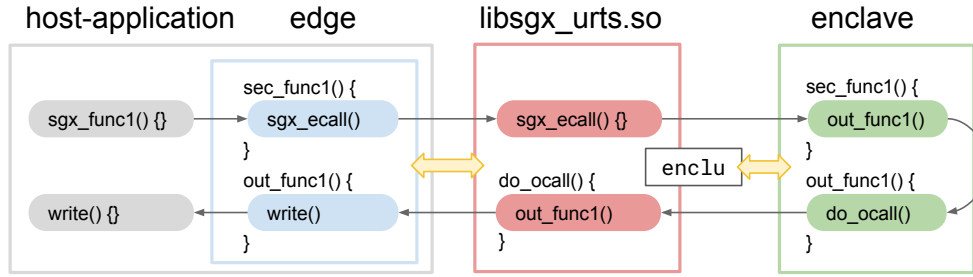 host-application
edge
libsgx_urts.so
enclave
sgx_func1() {}
sec_func1() {
sgx_ecall()
}
sgx_ecall() {}
sec_func1() {
out_func1()
}
enclu
write() {}
out_func1() {
write()
}
do_ocall() {
out_func1()
}
out_func1() {
do_ocall()
}